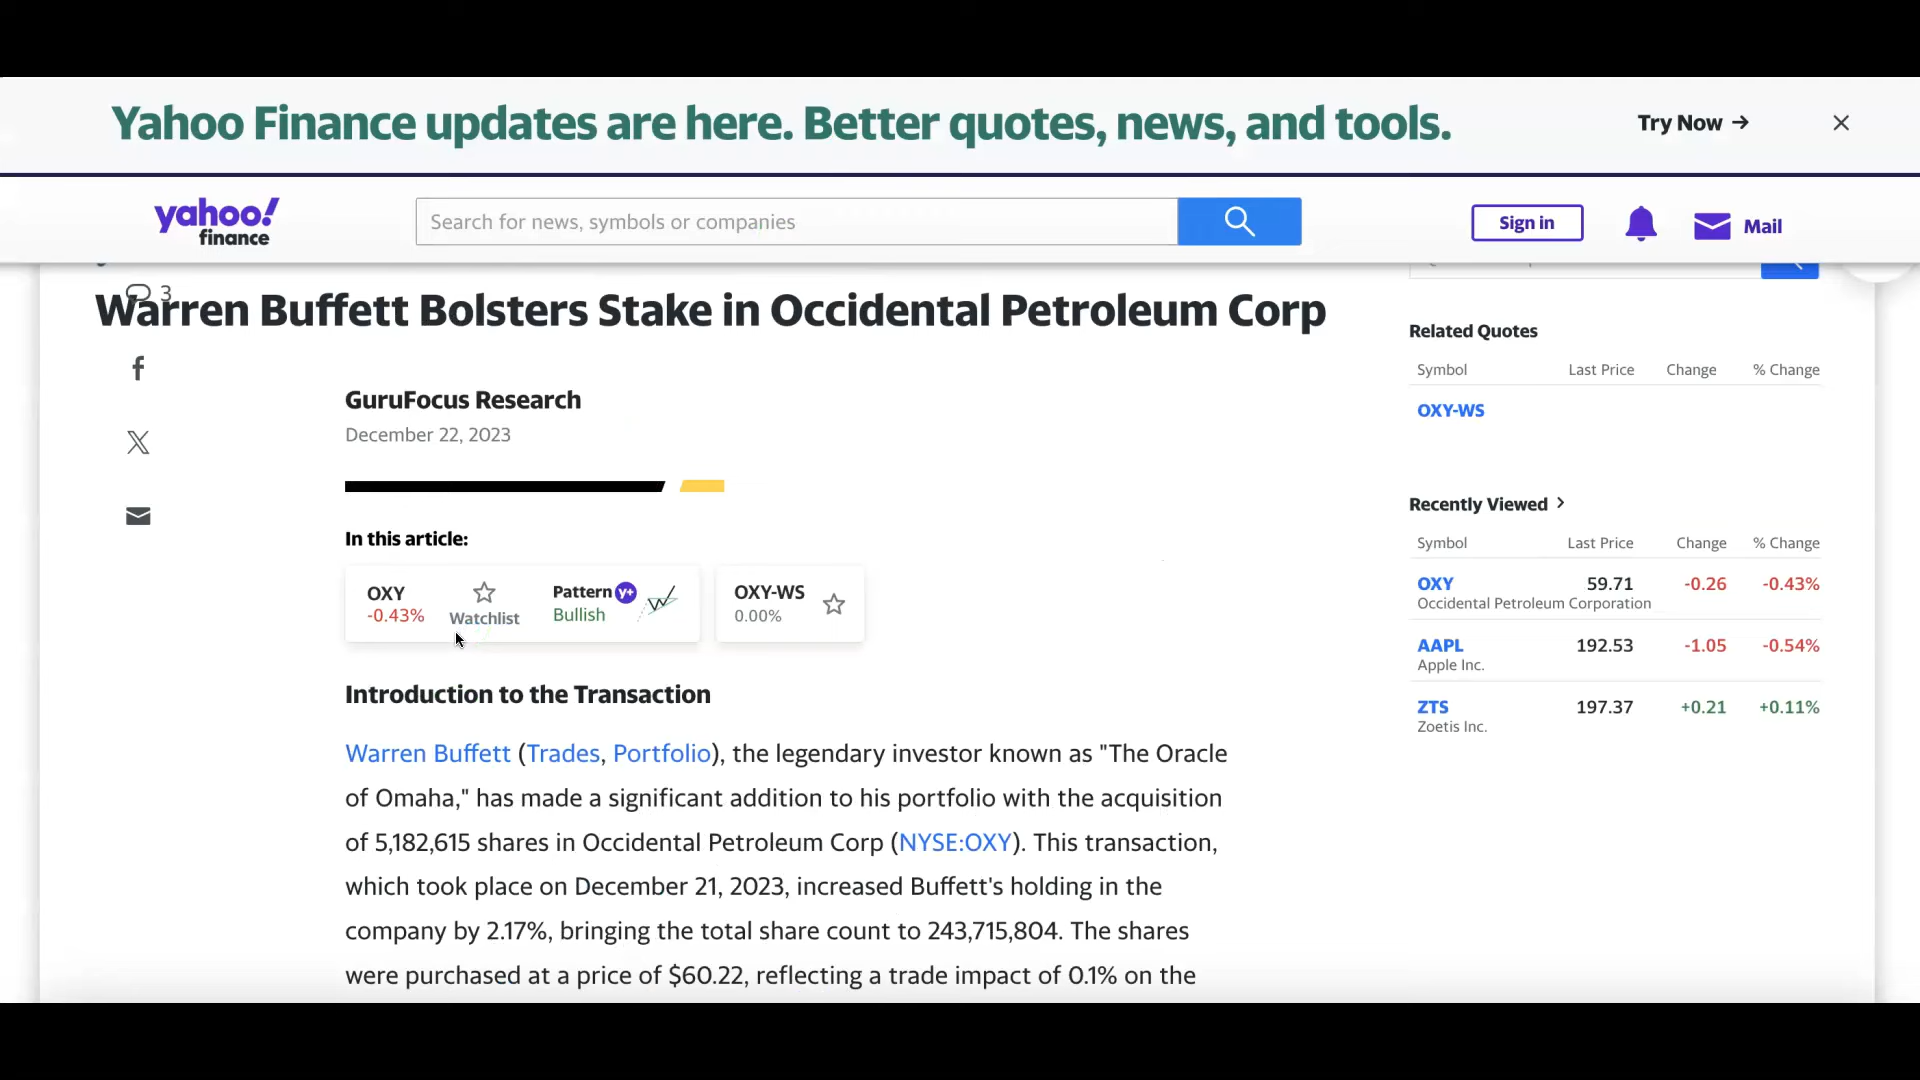 Yahoo Finance updates are here. Better quotes, news, and tools.
Try Now →
yahoo!
finance
Search for news, symbols or companies
Sign in
Mail
3
Warren Buffett Bolsters Stake in Occidental Petroleum Corp
GuruFocus Research
December 22, 2023
In this article:
OXY
-0.43%
Watchlist
Pattern y+
Bullish
OXY-WS
0.00%
Introduction to the Transaction
Warren Buffett (Trades, Portfolio), the legendary investor known as "The Oracle
of Omaha," has made a significant addition to his portfolio with the acquisition
of 5,182,615 shares in Occidental Petroleum Corp (NYSE:OXY). This transaction,
which took place on December 21, 2023, increased Buffett's holding in the
company by 2.17%, bringing the total share count to 243,715,804. The shares
were purchased at a price of $60.22, reflecting a trade impact of 0.1% on the
Related Quotes
Symbol Last Price Change % Change
OXY-WS
Recently Viewed
Symbol Last Price Change % Change
OXY 59.71 -0.26 -0.43%
Occidental Petroleum Corporation
AAPL 192.53 -1.05 -0.54%
Apple Inc.
ZTS 197.37 +0.21 +0.11%
Zoetis Inc.